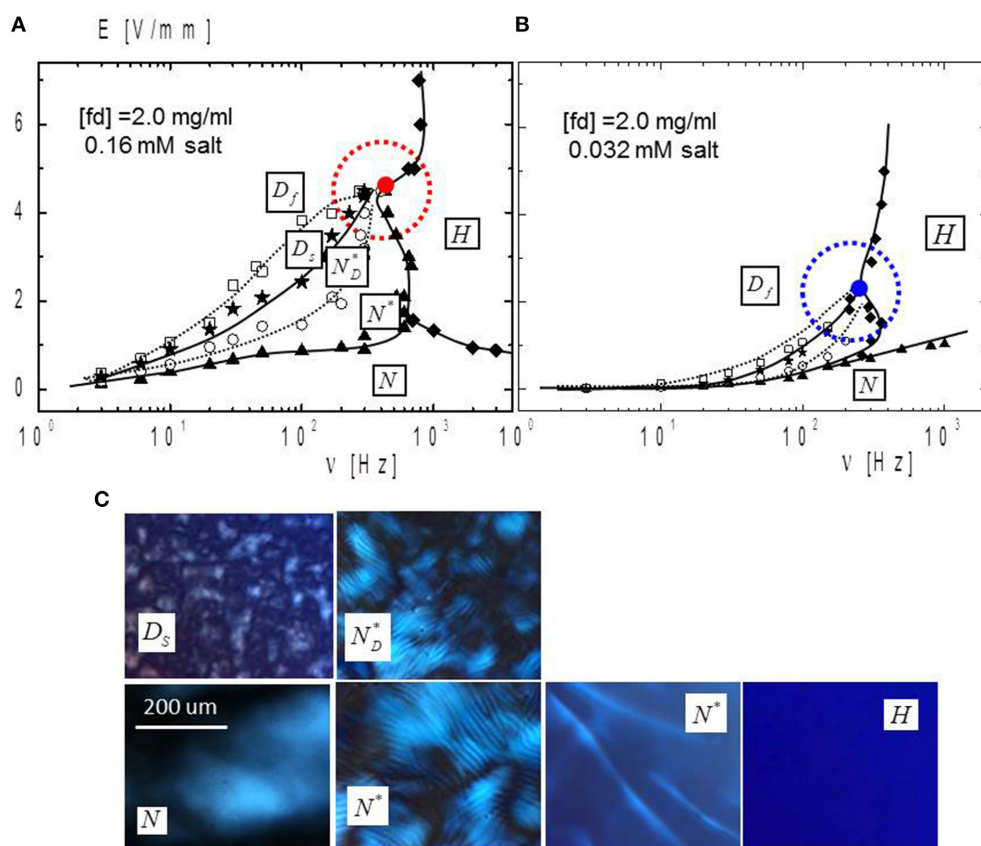 A
E [V/mm]
B
[fd] =2.0 mg/ml
0.16 mM salt
[fd] =2.0 mg/ml
0.032 mM salt
6
4
2
0
D_f
D_s
N*_D
H
N*
N
D_f
H
N
10^0 10^1 10^2 10^3
ν [Hz]
10^0 10^1 10^2 10^3
ν [Hz]
C
D_S
N*_D
200 um
N
N*
N*
H